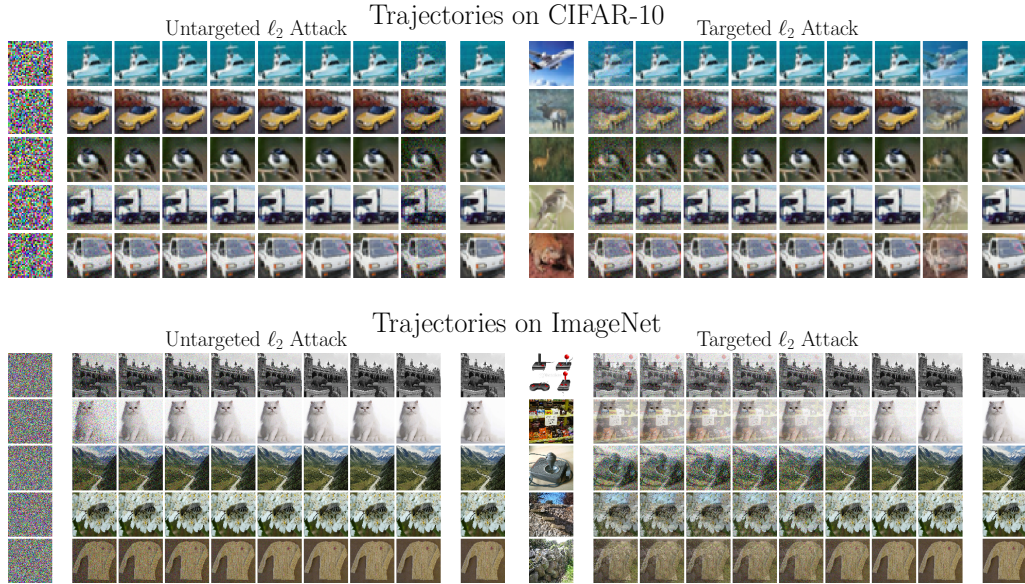 Trajectories on CIFAR-10
Untargeted ℓ₂ Attack
Targeted ℓ₂ Attack
Trajectories on ImageNet
Untargeted ℓ₂ Attack
Targeted ℓ₂ Attack